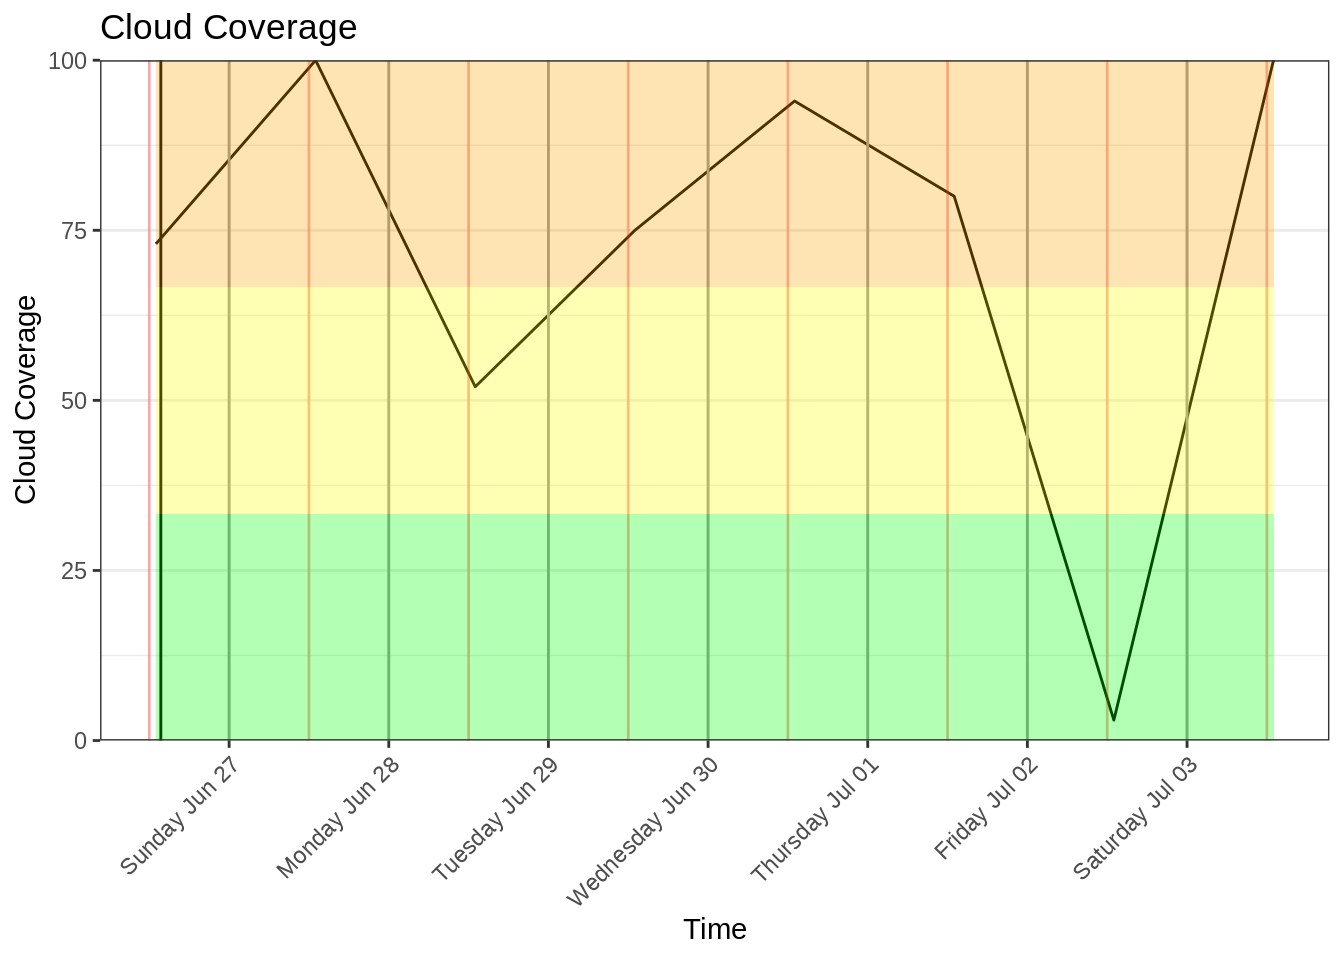 Cloud Coverage
Cloud Coverage
100
75
50
25
0
Sunday Jun 27
Monday Jun 28
Tuesday Jun 29
Wednesday Jun 30
Thursday Jul 01
Friday Jul 02
Saturday Jul 03
Time